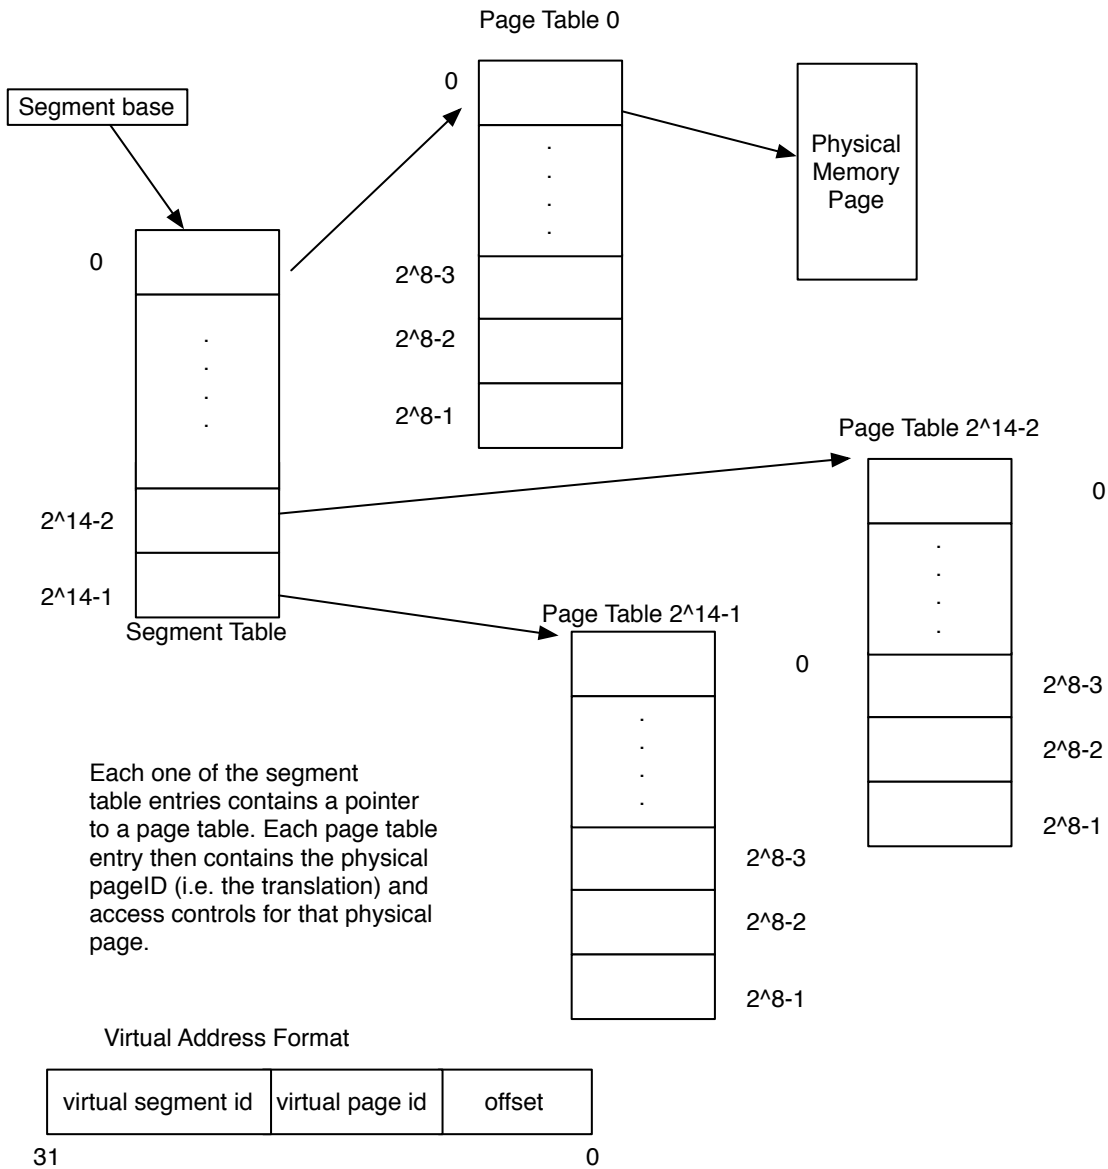 Page Table 0
0
Segment base
Physical
Memory
Page
0
2^8-3
2^8-2
2^8-1
Page Table 2^14-2
0
2^14-2
2^14-1
Segment Table
Page Table 2^14-1
0
2^8-3
2^8-2
2^8-1
Each one of the segment
table entries contains a pointer
to a page table. Each page table
entry then contains the physical
pageID (i.e. the translation) and
access controls for that physical
page.
2^8-3
2^8-2
2^8-1
Virtual Address Format
virtual segment id virtual page id offset
31 0